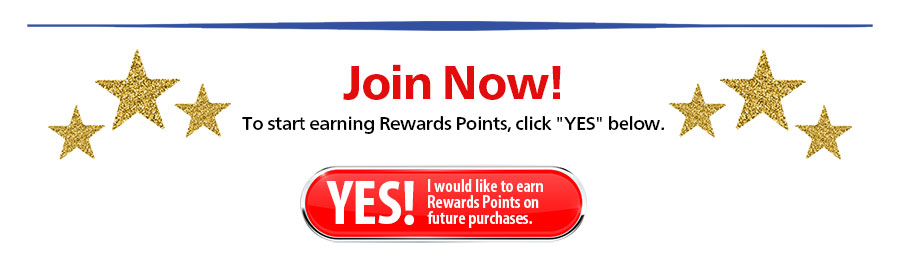 Join Now!
To start earning Rewards Points, click "YES" below.
YES!
I would like to earn
Rewards Points on
future purchases.